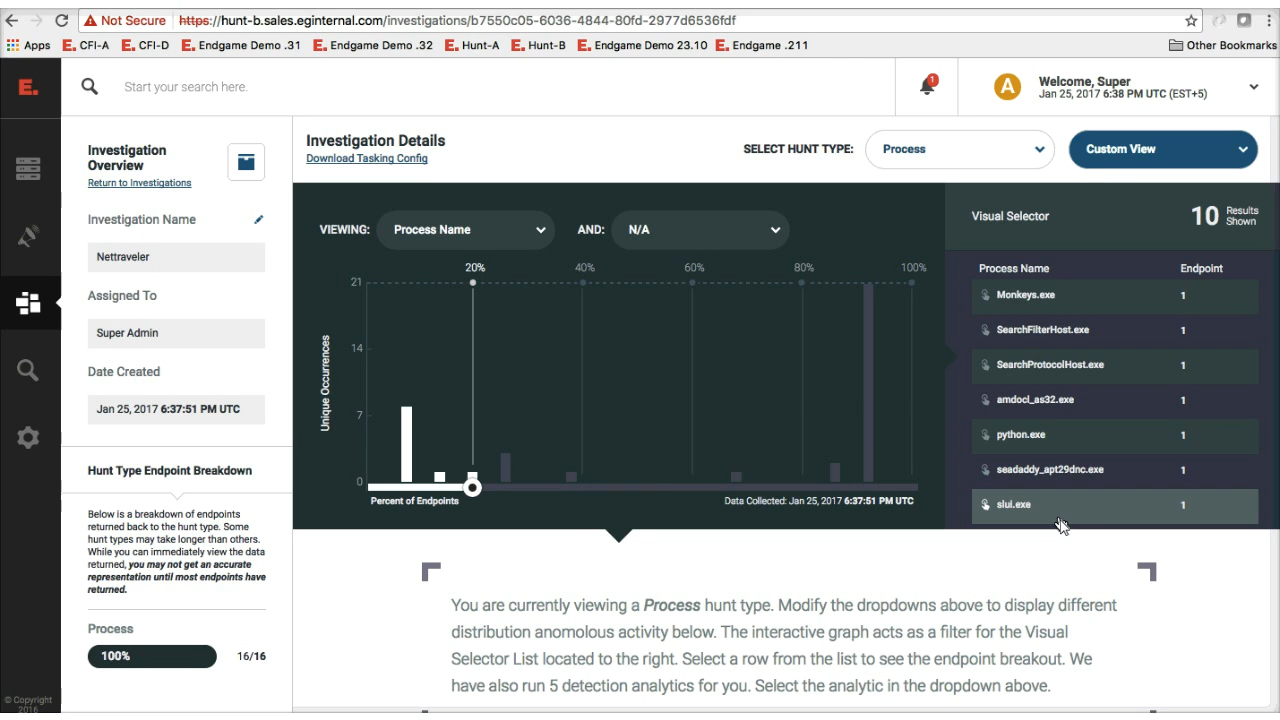 Not Secure https://hunt-b.sales.eginternal.com/investigations/b7550c05-6036-4844-80fd-2977d6536fdf
Apps E. CFI-A E. CFI-D E. Endgame Demo .31 E. Endgame Demo .32 E. Hunt-A E. Hunt-B E. Endgame Demo 23.10 E. Endgame .211 Other Bookmarks
E.
Start your search here.
1
A
Welcome, Super
Jan 25, 2017 6:38 PM UTC (EST+5)
Investigation
Overview
Return to Investigations
Investigation Name
Nettraveler
Assigned To
Super Admin
Date Created
Jan 25, 2017 6:37:51 PM UTC
Hunt Type Endpoint Breakdown
Below is a breakdown of endpoints
returned back to the hunt type. Some
hunt types may take longer than others.
While you can immediately view the data
returned, you may not get an accurate
representation until most endpoints have
returned.
Process
100% 16/16
© Copyright
2016
Investigation Details
Download Tasking Config
SELECT HUNT TYPE: Process Custom View
VIEWING: Process Name AND: N/A
20% 40% 60% 80% 100%
21
14
7
0
Unique Occurrences
Percent of Endpoints Data Collected: Jan 25, 2017 6:37:51 PM UTC
Visual Selector 10 Results
Shown
Process Name Endpoint
Monkeys.exe 1
SearchFilterHost.exe 1
SearchProtocolHost.exe 1
amdocl_as32.exe 1
python.exe 1
seadaddy_apt29dnc.exe 1
slui.exe 1
You are currently viewing a Process hunt type. Modify the dropdowns above to display different
distribution anomolous activity below. The interactive graph acts as a filter for the Visual
Selector List located to the right. Select a row from the list to see the endpoint breakout. We
have also run 5 detection analytics for you. Select the analytic in the dropdown above.